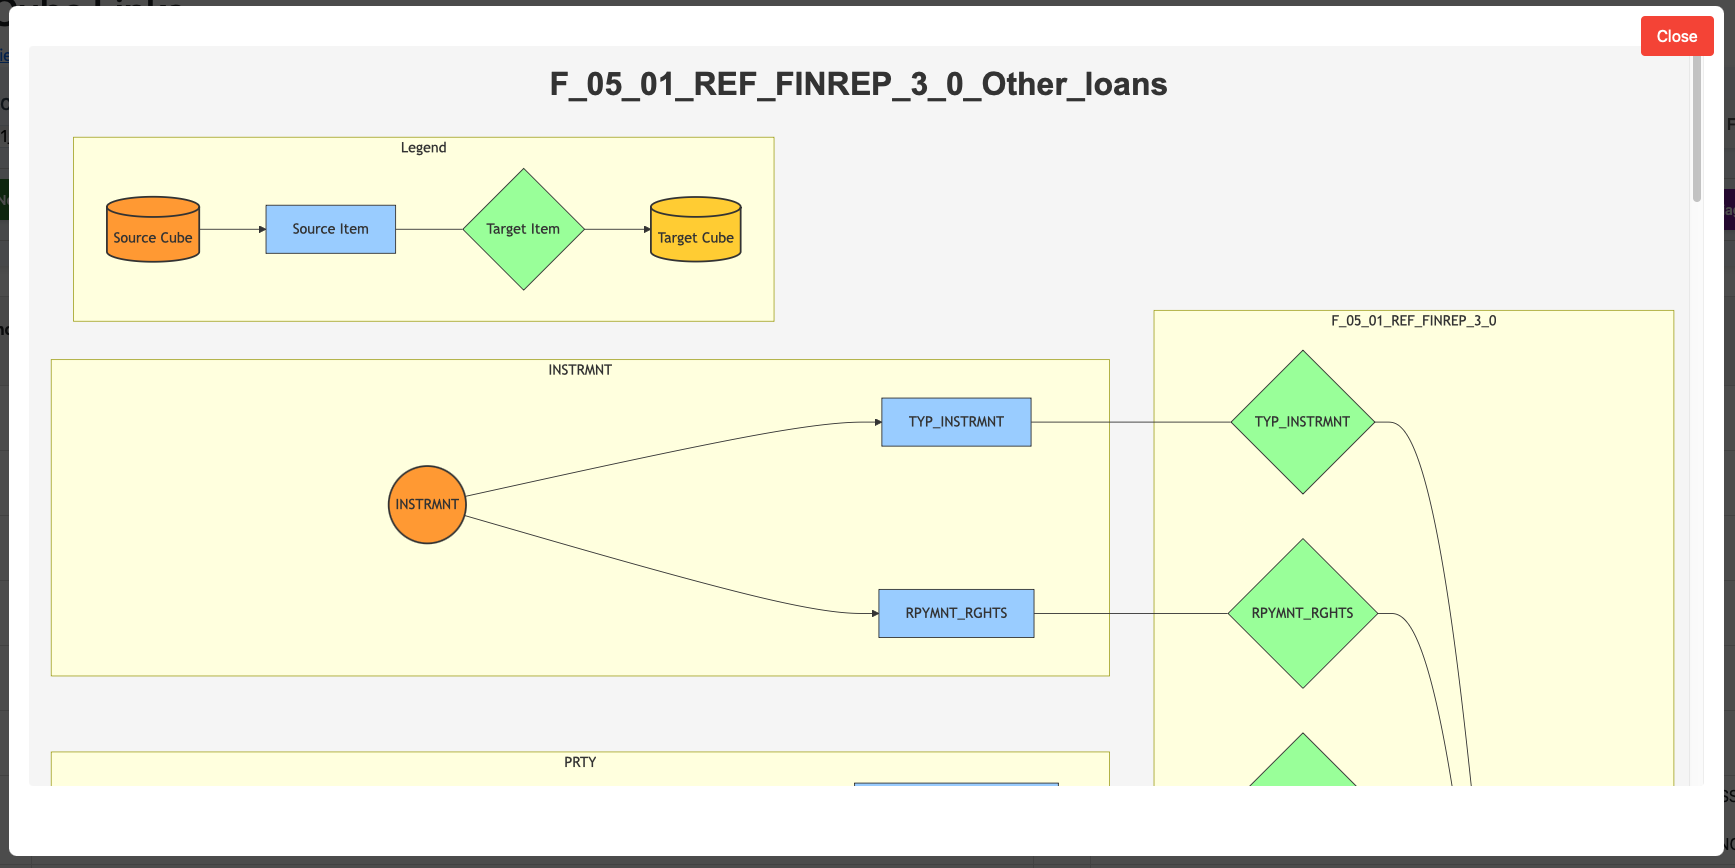 Close
F_05_01_REF_FINREP_3_0_Other_loans
Legend
Source Cube
Source Item
Target Item
Target Cube
F_05_01_REF_FINREP_3_0
INSTRMNT
TYP_INSTRMNT
TYP_INSTRMNT
INSTRMNT
RPYMNT_RGHTS
RPYMNT_RGHTS
PRTY